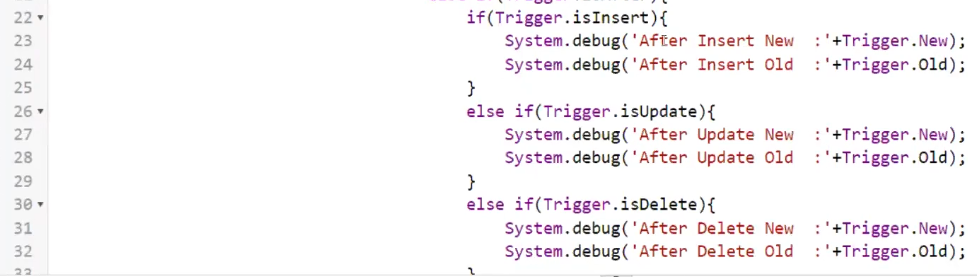 22 if(Trigger.isInsert){
23 System.debug('After Insert New  :'+Trigger.New);
24 System.debug('After Insert Old  :'+Trigger.Old);
25 }
26 else if(Trigger.isUpdate){
27 System.debug('After Update New  :'+Trigger.New);
28 System.debug('After Update Old  :'+Trigger.Old);
29 }
30 else if(Trigger.isDelete){
31 System.debug('After Delete New  :'+Trigger.New);
32 System.debug('After Delete Old  :'+Trigger.Old);
33 }